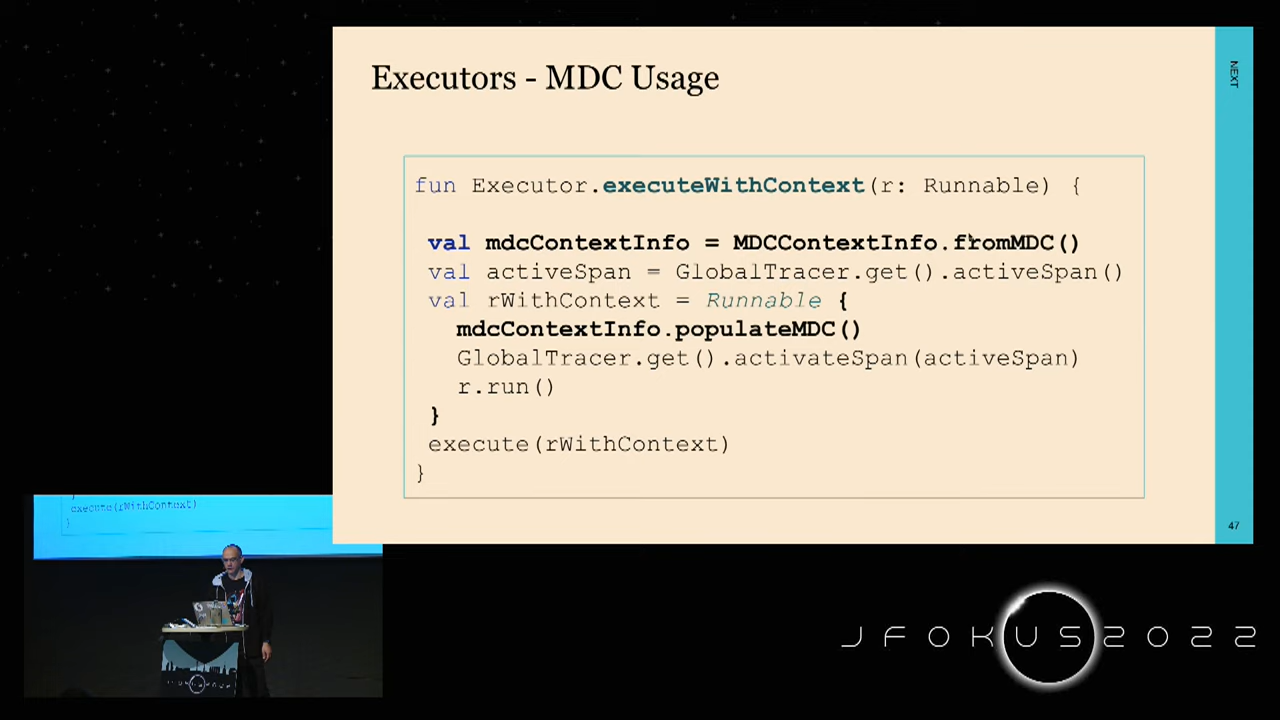 Executors - MDC Usage
NEXT
fun Executor.executeWithContext(r: Runnable) {
val mdcContextInfo = MDCContextInfo.fromMDC()
val activeSpan = GlobalTracer.get().activeSpan()
val rWithContext = Runnable {
mdcContextInfo.populateMDC()
GlobalTracer.get().activateSpan(activeSpan)
r.run()
}
execute(rWithContext)
}
47
execute(rWithContext)
}
JFOKUS2022